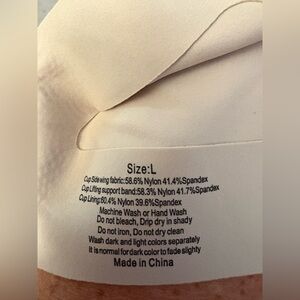 Size:L
Cup Sidewing fabric:58.6% Nylon 41.4%Spandex
Cup Lifting support band:58.3% Nylon 41.7%Spandex
Cup Lining:60.4% Nylon 39.6%Spandex
Machine Wash or Hand Wash
Do not bleach, Drip dry in shady
Do not iron, Do not dry clean
Wash dark and light colors separately
It is normal for dark color to fade slighty
Made in China